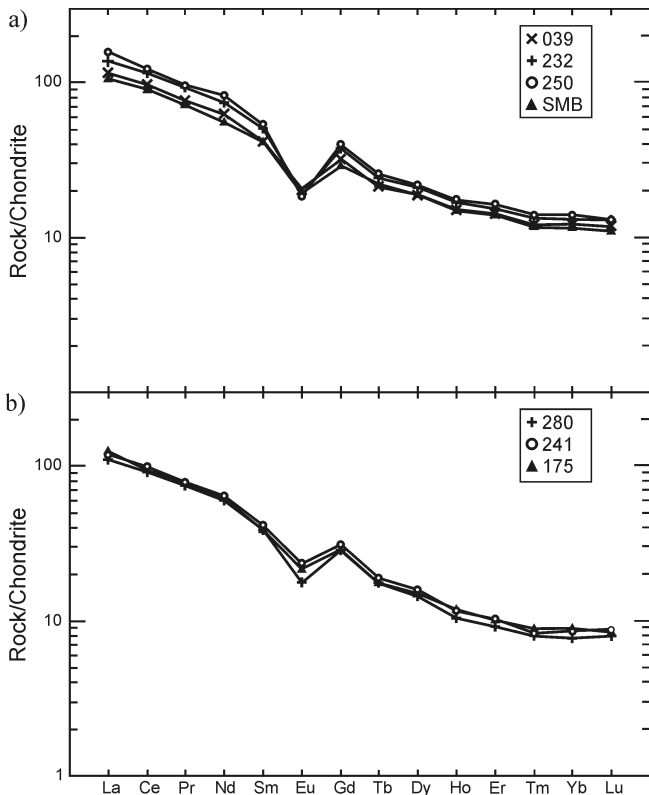 a)
039
232
250
SMB
100
10
Rock/Chondrite
b)
280
241
175
100
10
1
Rock/Chondrite
La Ce Pr Nd Sm Eu Gd Tb Dy Ho Er Tm Yb Lu